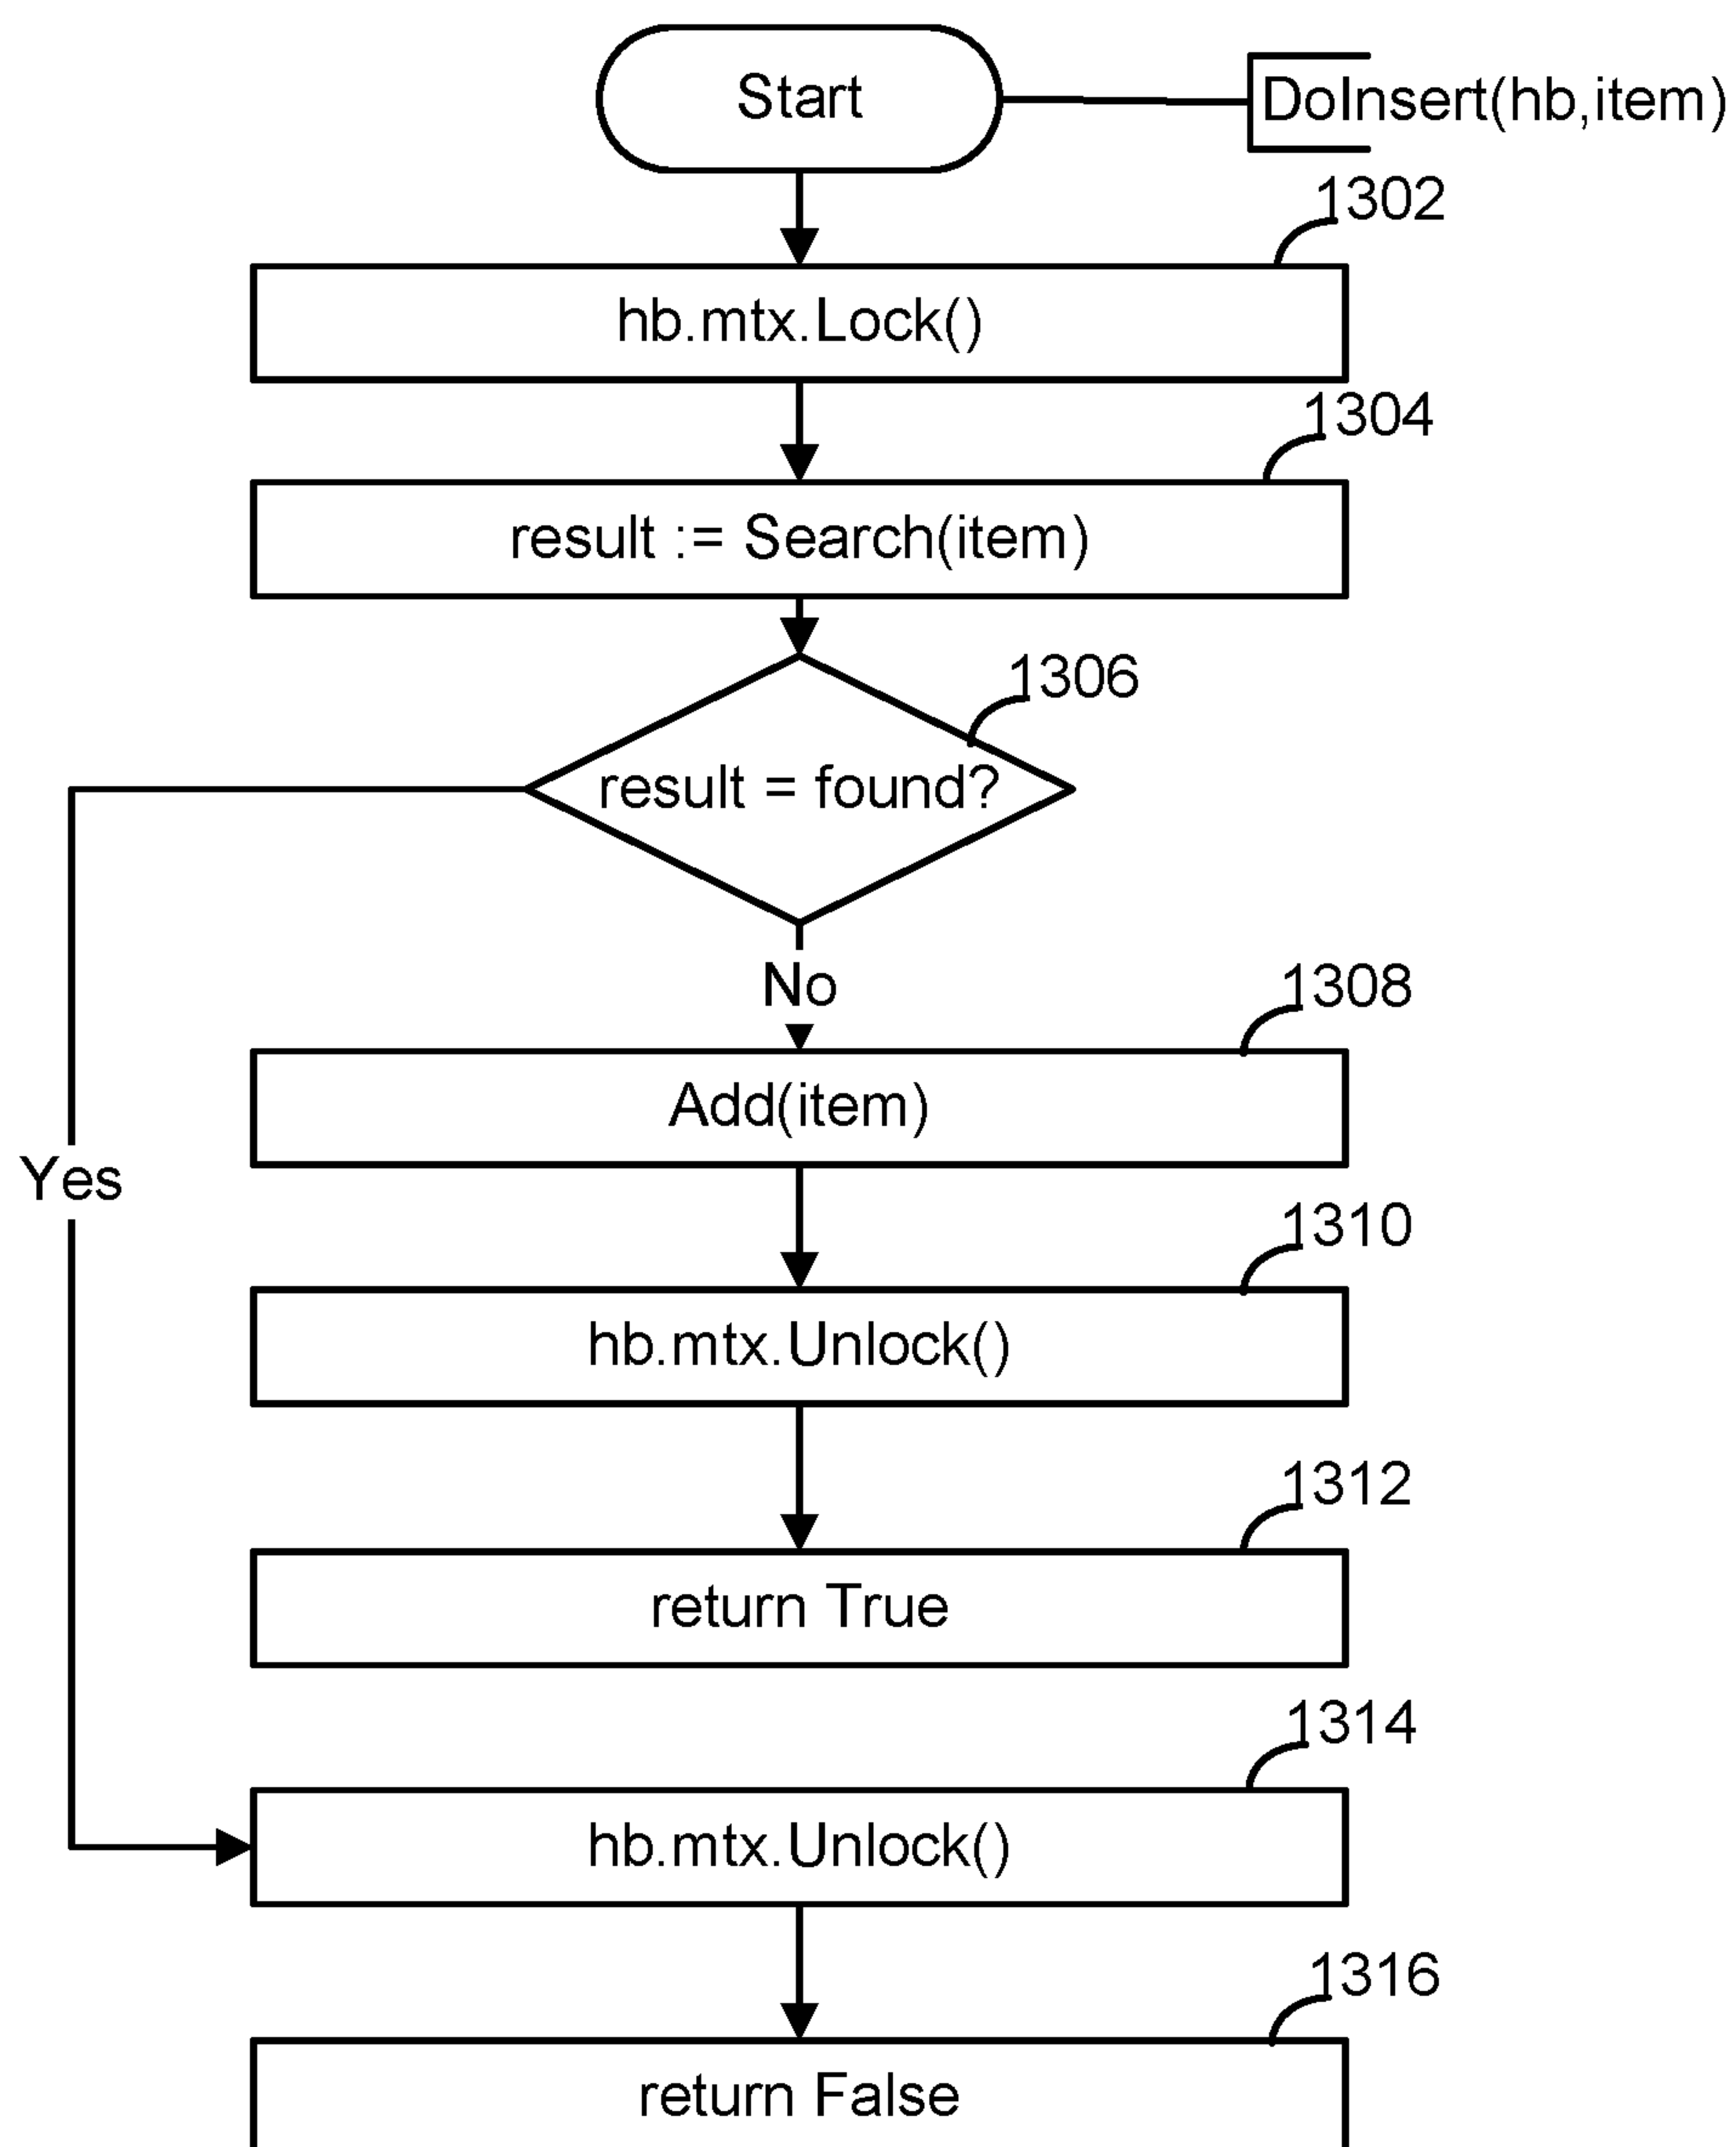 Start
DoInsert(hb,item)
1302
hb.mtx.Lock()
1304
result := Search(item)
1306
result = found?
No
1308
Add(item)
Yes
1310
hb.mtx.Unlock()
1312
return True
1314
hb.mtx.Unlock()
1316
return False